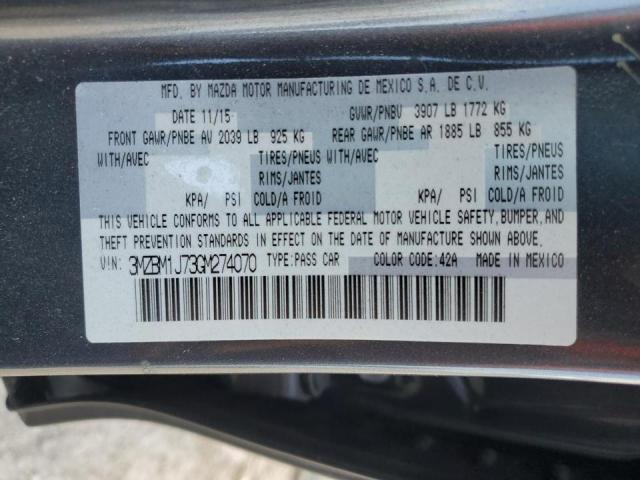 MFD. BY MAZDA MOTOR MANUFACTURING DE MEXICO S.A. DE C.V.
DATE 11/15 GVWR/PNBV 3907 LB 1772 KG
FRONT GAWR/PNBE AV 2039 LB 925 KG REAR GAWR/PNBE AR 1885 LB 855 KG
WITH/AVEC TIRES/PNEUS WITH/AVEC TIRES/PNEUS
RIMS/JANTES RIMS/JANTES
KPA/ PSI COLD/A FROID KPA/ PSI COLD/A FROID
THIS VEHICLE CONFORMS TO ALL APPLICABLE FEDERAL MOTOR VEHICLE SAFETY, BUMPER, AND
THEFT PREVENTION STANDARDS IN EFFECT ON THE DATE OF MANUFACTURE SHOWN ABOVE.
VIN: 3MZBM1J73GM274070 TYPE:PASS CAR COLOR CODE:42A MADE IN MEXICO